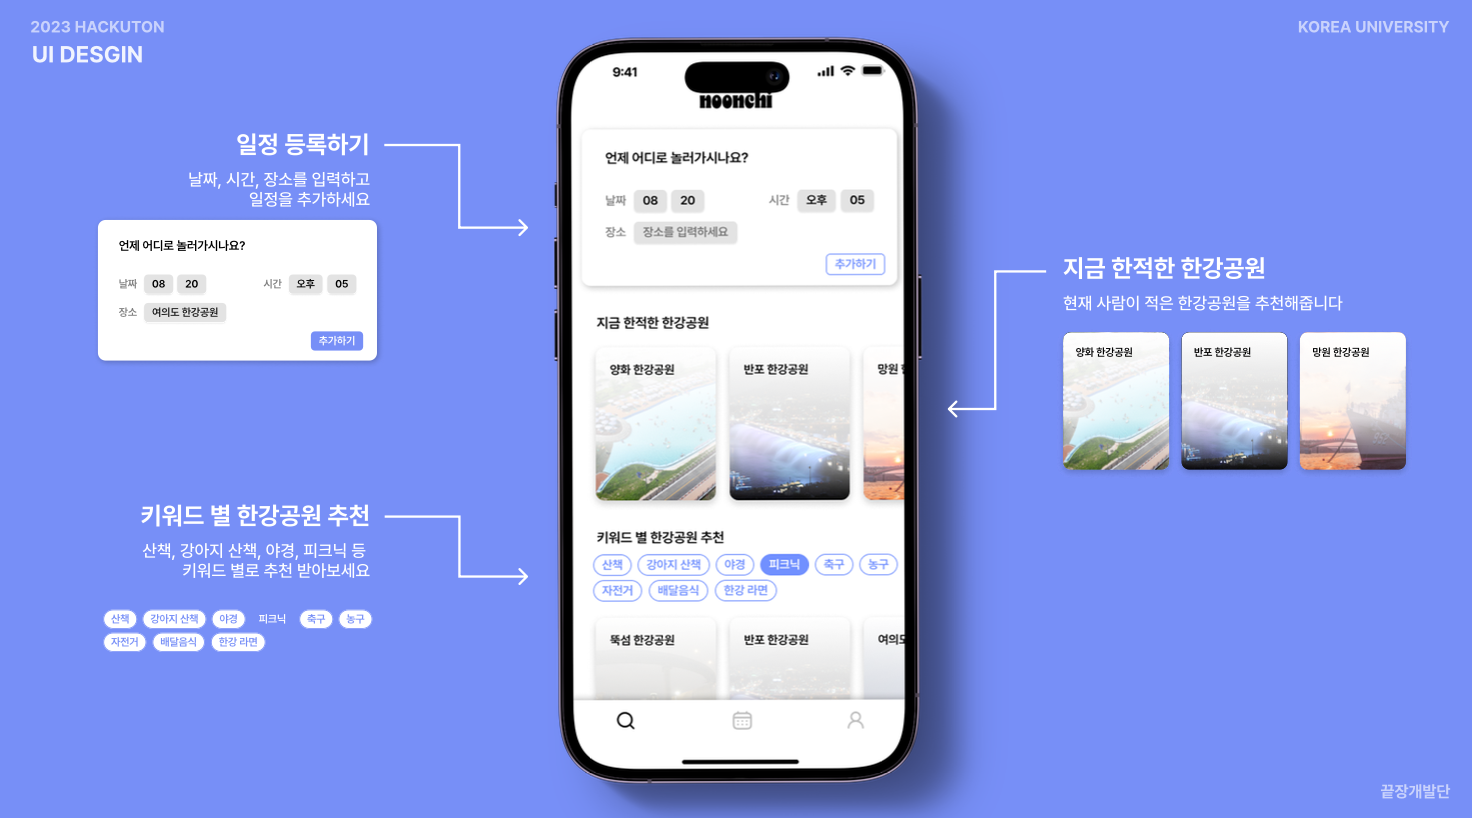 2023 HACKUTON
UI DESGIN
KOREA UNIVERSITY
일정 등록하기
날짜, 시간, 장소를 입력하고
일정을 추가하세요
언제 어디로 놀러가시나요?
날짜 08 20 시간 오후 05
장소 여의도 한강공원
추가하기
키워드 별 한강공원 추천
산책, 강아지 산책, 야경, 피크닉 등
키워드 별로 추천 받아보세요
산책 강아지 산책 야경 피크닉 축구 농구
자전거 배달음식 한강 라면
9:41
noonchi
언제 어디로 놀러가시나요?
날짜 08 20 시간 오후 05
장소 장소를 입력하세요
추가하기
지금 한적한 한강공원
양화 한강공원 반포 한강공원 망원
키워드 별 한강공원 추천
산책 강아지 산책 야경 피크닉 축구 농구
자전거 배달음식 한강 라면
뚝섬 한강공원 반포 한강공원 여의도
지금 한적한 한강공원
현재 사람이 적은 한강공원을 추천해줍니다
양화 한강공원 반포 한강공원 망원 한강공원
끝장개발단